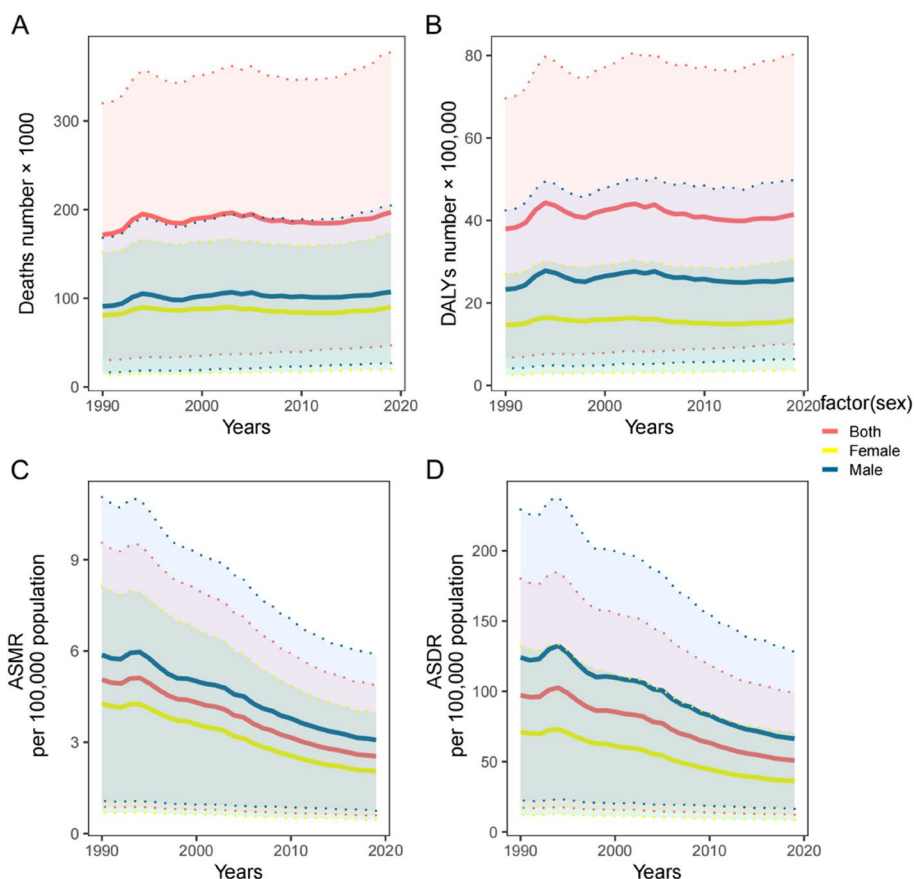 A
Deaths number × 1000
300
200
100
0
1990
2000
2010
2020
Years
B
DALYs number × 100,000
80
60
40
20
0
1990
2000
2010
2020
Years
factor(sex)
Both
Female
Male
C
ASMR
per 100,000 population
9
6
3
0
1990
2000
2010
2020
Years
D
ASDR
per 100,000 population
200
150
100
50
0
1990
2000
2010
2020
Years